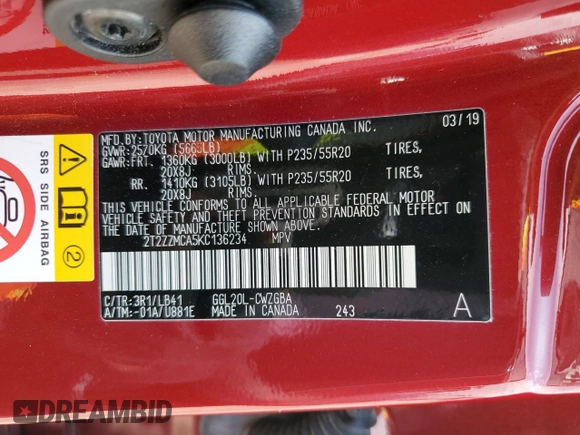 SRS SIDE AIRBAG
MFD.BY:TOYOTA MOTOR MANUFACTURING CANADA INC. 03/19
GVWR:2570KG (5665LB)
GAWR:FRT. 1360KG (3000LB) WITH P235/55R20 TIRES,
20X8J RIMS,
RR. 1410KG (3105LB) WITH P235/55R20 TIRES,
20X8J RIMS,
THIS VEHICLE CONFORMS TO ALL APPLICABLE FEDERAL MOTOR
VEHICLE SAFETY AND THEFT PREVENTION STANDARDS IN EFFECT ON
THE DATE OF MANUFACTURE SHOWN ABOVE.
2T2ZZMCA5KC136234 MPV
C/TR:3R1/LB41 GGL20L-CWZGBA
A/TM:-01A/U881E MADE IN CANADA 243 A
DREAMBID